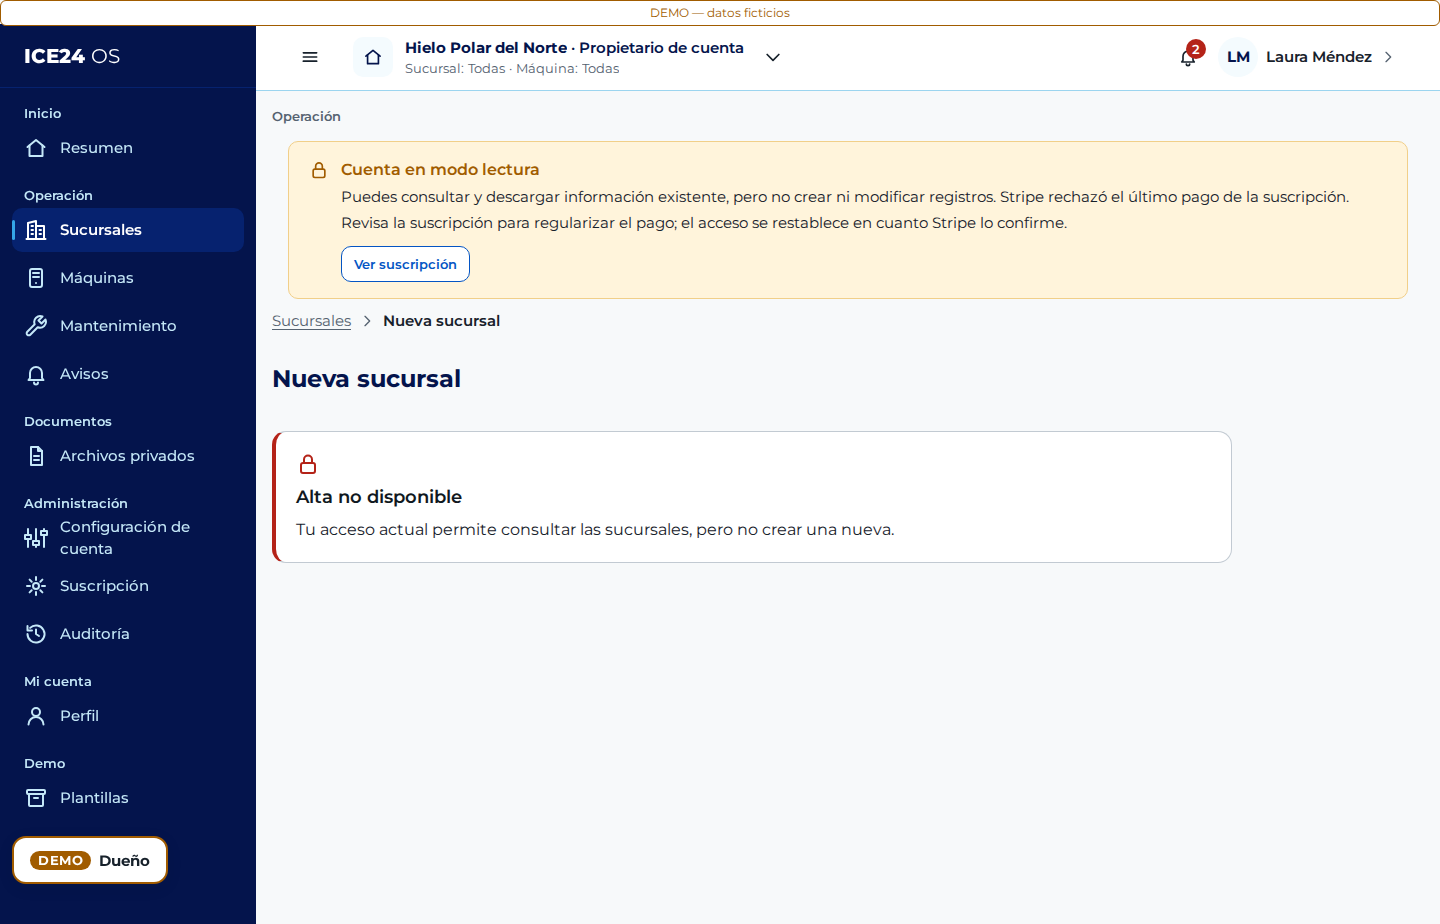 DEMO — datos ficticios
ICE24 OS
Inicio
Resumen
Operación
Sucursales
Máquinas
Mantenimiento
Avisos
Documentos
Archivos privados
Administración
Configuración de
cuenta
Suscripción
Auditoría
Mi cuenta
Perfil
Demo
Plantillas
DEMO Dueño
Hielo Polar del Norte · Propietario de cuenta
Sucursal: Todas · Máquina: Todas
2
LM Laura Méndez
Operación
Cuenta en modo lectura
Puedes consultar y descargar información existente, pero no crear ni modificar registros. Stripe rechazó el último pago de la suscripción.
Revisa la suscripción para regularizar el pago; el acceso se restablece en cuanto Stripe lo confirme.
Ver suscripción
Sucursales > Nueva sucursal
Nueva sucursal
Alta no disponible
Tu acceso actual permite consultar las sucursales, pero no crear una nueva.